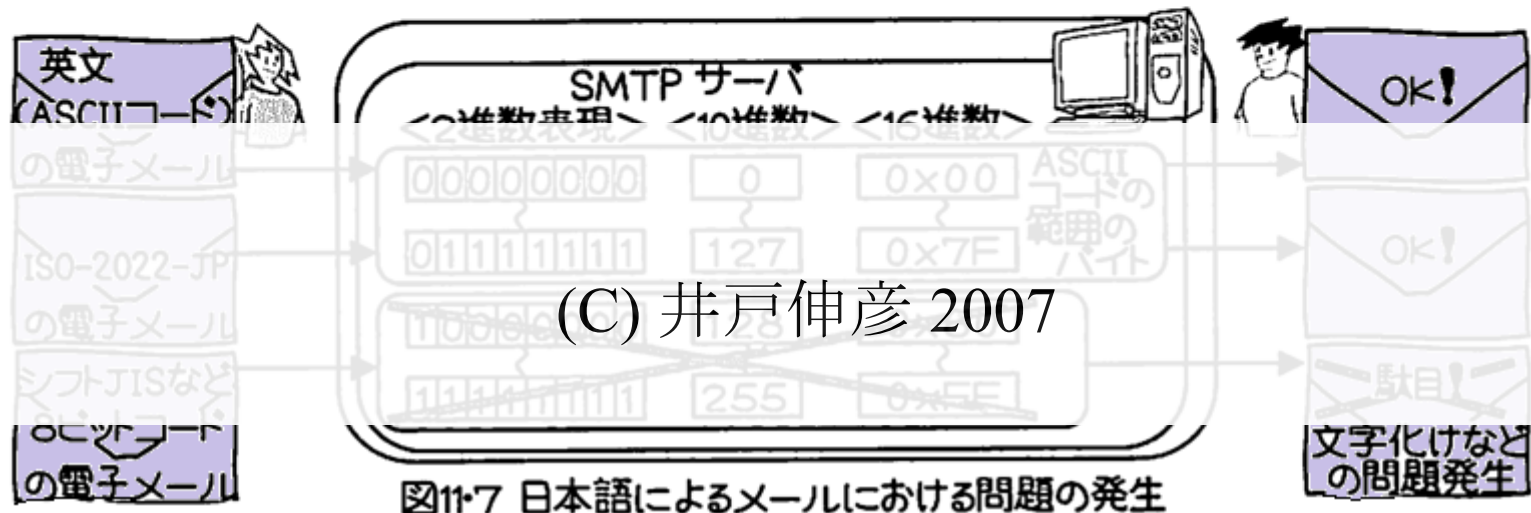 英文
(ASCIIコード)
の電子メール
ISO-2022-JP
の電子メール
シフトJISなど
8ビットコード
の電子メール
SMTP サーバ
<2進数表現> <10進数> <16進数>
00000000 0 0×00
01111111 127 0×7F
ASCII
コードの
範囲の
バイト
(C) 井戸伸彦 2007
11111111 255 0×FF
OK!
OK!
駄目!
文字化けなど
の問題発生
図11・7 日本語によるメールにおける問題の発生